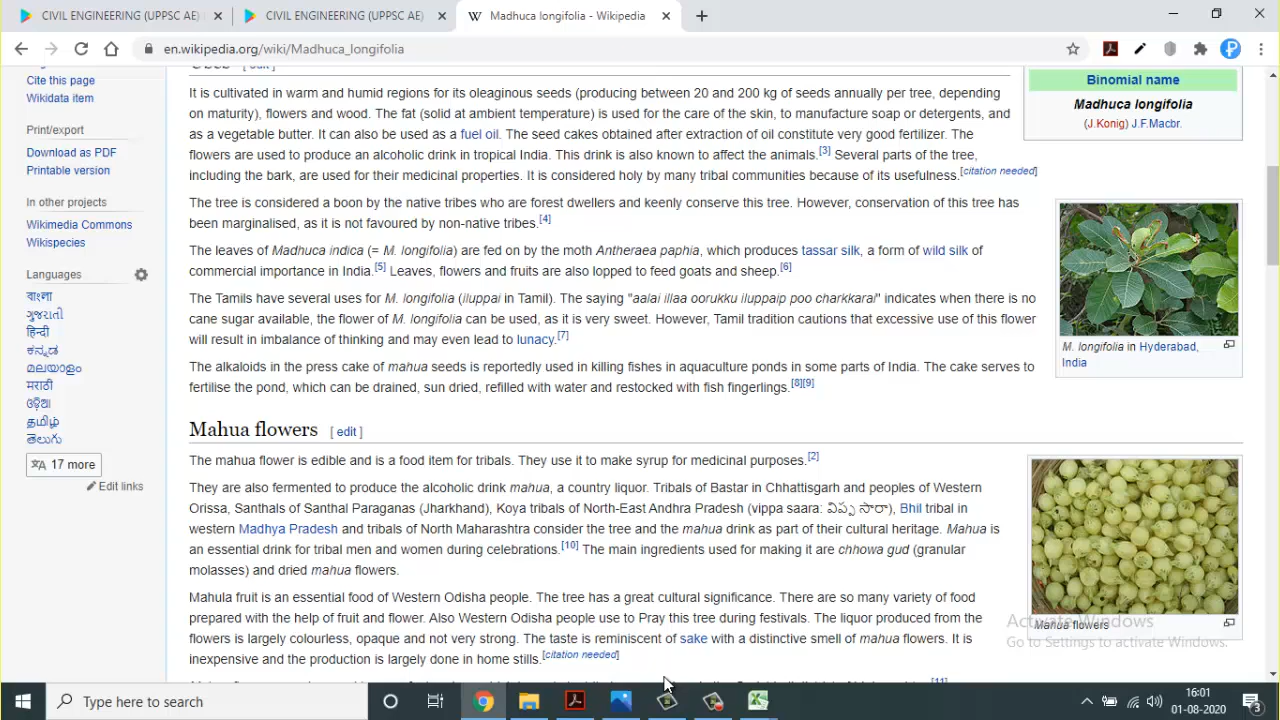 CIVIL ENGINEERING (UPPSC AE)
CIVIL ENGINEERING (UPPSC AE)
Madhuca longifolia - Wikipedia
en.wikipedia.org/wiki/Madhuca_longifolia
Cite this page
Wikidata item
Print/export
Download as PDF
Printable version
In other projects
Wikimedia Commons
Wikispecies
Languages
বাংলা
ગુજરાતી
हिन्दी
ಕನ್ನಡ
മലയാളം
मराठी
ଓଡ଼ିଆ
தமிழ்
తెలుగు
17 more
Edit links
It is cultivated in warm and humid regions for its oleaginous seeds (producing between 20 and 200 kg of seeds annually per tree, depending
on maturity), flowers and wood. The fat (solid at ambient temperature) is used for the care of the skin, to manufacture soap or detergents, and
as a vegetable butter. It can also be used as a fuel oil. The seed cakes obtained after extraction of oil constitute very good fertilizer. The
flowers are used to produce an alcoholic drink in tropical India. This drink is also known to affect the animals.[3] Several parts of the tree,
including the bark, are used for their medicinal properties. It is considered holy by many tribal communities because of its usefulness.[citation needed]
The tree is considered a boon by the native tribes who are forest dwellers and keenly conserve this tree. However, conservation of this tree has
been marginalised, as it is not favoured by non-native tribes.[4]
The leaves of Madhuca indica (= M. longifolia) are fed on by the moth Antheraea paphia, which produces tassar silk, a form of wild silk of
commercial importance in India.[5] Leaves, flowers and fruits are also lopped to feed goats and sheep.[6]
The Tamils have several uses for M. longifolia (iluppai in Tamil). The saying "aalai illaa oorukku iluppaip poo charkkarai" indicates when there is no
cane sugar available, the flower of M. longifolia can be used, as it is very sweet. However, Tamil tradition cautions that excessive use of this flower
will result in imbalance of thinking and may even lead to lunacy.[7]
The alkaloids in the press cake of mahua seeds is reportedly used in killing fishes in aquaculture ponds in some parts of India. The cake serves to
fertilise the pond, which can be drained, sun dried, refilled with water and restocked with fish fingerlings.[8][9]
Mahua flowers [ edit ]
The mahua flower is edible and is a food item for tribals. They use it to make syrup for medicinal purposes.[2]
They are also fermented to produce the alcoholic drink mahua, a country liquor. Tribals of Bastar in Chhattisgarh and peoples of Western
Orissa, Santhals of Santhal Paraganas (Jharkhand), Koya tribals of North-East Andhra Pradesh (vippa saara: విప్ప సారా), Bhil tribal in
western Madhya Pradesh and tribals of North Maharashtra consider the tree and the mahua drink as part of their cultural heritage. Mahua is
an essential drink for tribal men and women during celebrations.[10] The main ingredients used for making it are chhowa gud (granular
molasses) and dried mahua flowers.
Mahula fruit is an essential food of Western Odisha people. The tree has a great cultural significance. There are so many variety of food
prepared with the help of fruit and flower. Also Western Odisha people use to Pray this tree during festivals. The liquor produced from the
flowers is largely colourless, and not very strong. The taste is reminiscent of sake with a distinctive smell of mahua flowers. It is
inexpensive and the production is largely done in home stills.[citation needed]
Binomial name
Madhuca longifolia
(J.Konig) J.F.Macbr.
M. longifolia in Hyderabad,
India
Mahua flowers
Activate Windows
Go to Settings to activate Windows.
Type here to search
16:01
01-08-2020
3